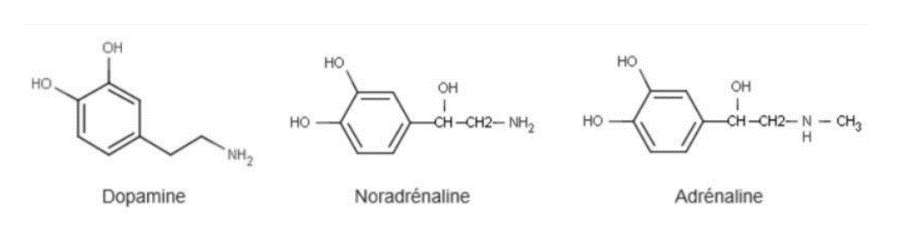 OH
HO
NH2
Dopamine
HO
OH
HO
CH-CH2-NH2
Noradrénaline
HO
OH
HO
CH-CH2-N-CH3
H
Adrénaline